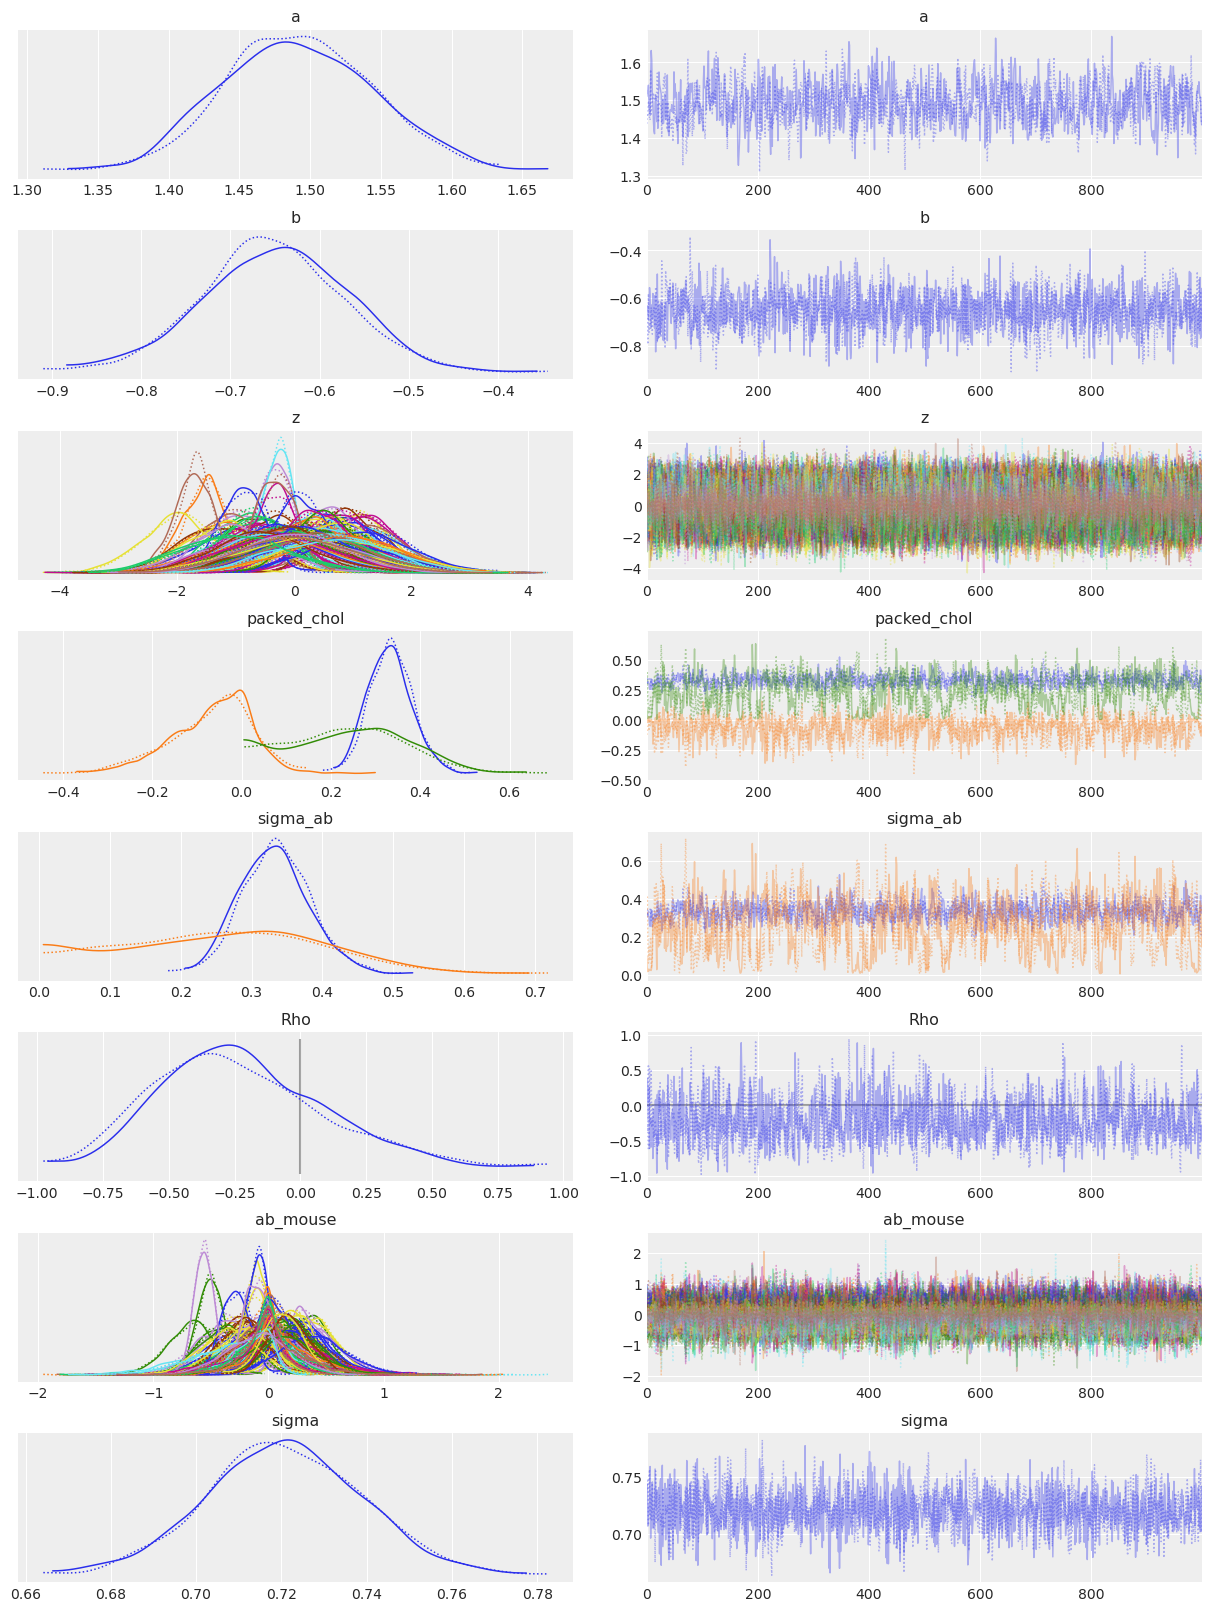 a a
1.30 1.35 1.40 1.45 1.50 1.55 1.60 1.65
1.6
1.5
1.4
1.3
0 200 400 600 800
b b
−0.9 −0.8 −0.7 −0.6 −0.5 −0.4
−0.4
−0.6
−0.8
0 200 400 600 800
z z
−4 −2 0 2 4
4
2
0
−2
−4
0 200 400 600 800
packed_chol packed_chol
−0.4 −0.2 0.0 0.2 0.4 0.6
0.50
0.25
0.00
−0.25
−0.50
0 200 400 600 800
sigma_ab sigma_ab
0.0 0.1 0.2 0.3 0.4 0.5 0.6 0.7
0.6
0.4
0.2
0.0
0 200 400 600 800
Rho Rho
−1.00 −0.75 −0.50 −0.25 0.00 0.25 0.50 0.75 1.00
1.0
0.5
0.0
−0.5
−1.0
0 200 400 600 800
ab_mouse ab_mouse
−2 −1 0 1 2
2
1
0
−1
−2
0 200 400 600 800
sigma sigma
0.66 0.68 0.70 0.72 0.74 0.76 0.78
0.75
0.70
0 200 400 600 800